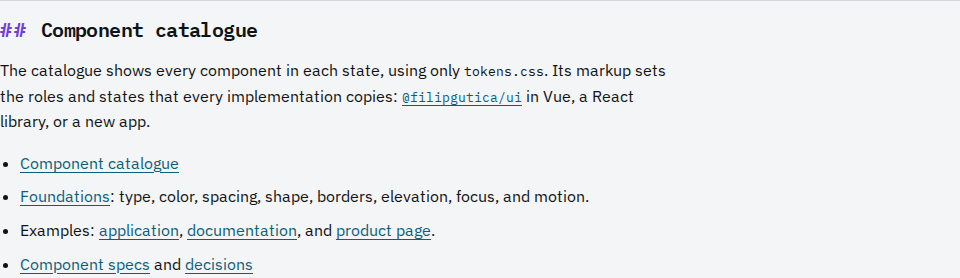 ## Component catalogue
The catalogue shows every component in each state, using only tokens.css. Its markup sets
the roles and states that every implementation copies: @filipgutica/ui in Vue, a React
library, or a new app.
• Component catalogue
• Foundations: type, color, spacing, shape, borders, elevation, focus, and motion.
• Examples: application, documentation, and product page.
• Component specs and decisions